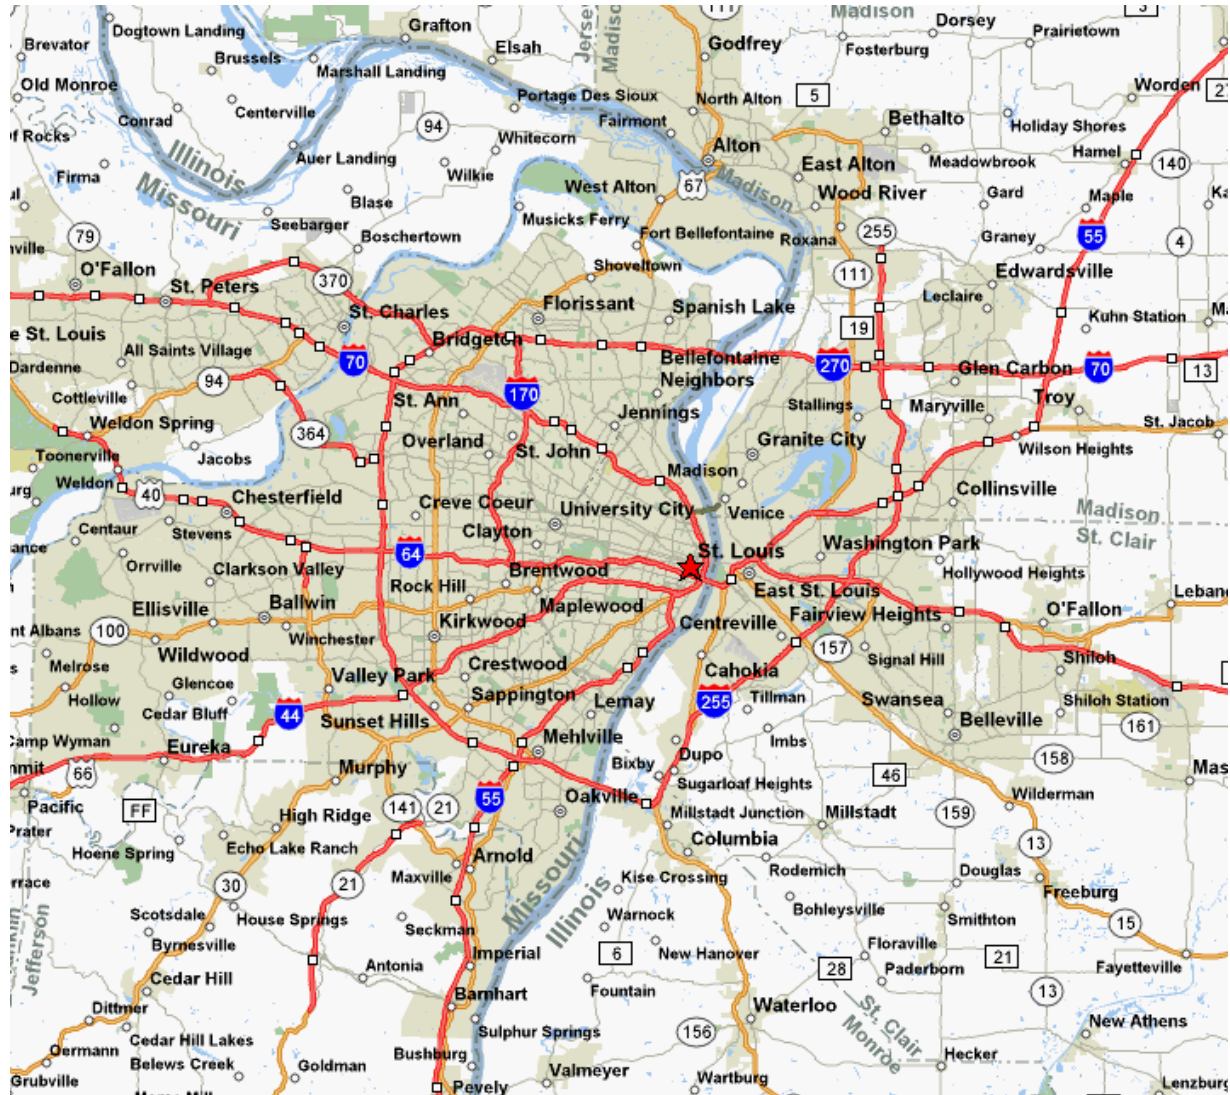 111
Madison
3
Dogtown Landing
Grafton
Dorsey
Prairietown
Brevator
Brussels
Elsah
Jersey
Madison
Godfrey
Fosterburg
Marshall Landing
Old Monroe
Centerville
Portage Des Sioux
North Alton
5
Worden
Conrad
94
Fairmont
Bethalto
Holiday Shores
of Rocks
Whitecorn
Alton
Hamel
Illinois
Auer Landing
East Alton
Meadowbrook
140
Firma
Wilkie
West Alton
67
Madison
Wood River
Gard
Maple
Missouri
Blase
Seebarger
Musicks Ferry
Fort Bellefontaine
Roxana
255
Graney
55
4
79
Boschertown
O'Fallon
370
Shoveltown
111
Edwardsville
St. Peters
Florissant
Spanish Lake
Leclaire
St. Charles
19
Kuhn Station
e St. Louis
Bridgeton
All Saints Village
70
Bellefontaine
Neighbors
270
Glen Carbon
70
13
Dardenne
94
170
Cottleville
St. Ann
Jennings
Stallings
Maryville
Troy
Weldon Spring
364
Overland
St. John
Granite City
St. Jacob
Toonerville
Jacobs
Wilson Heights
Weldon
40
Madison
Chesterfield
Creve Coeur
University City
Venice
Collinsville
Centaur
Stevens
Clayton
Madison
St. Clair
64
St. Louis
Washington Park
Orrville
Clarkson Valley
Rock Hill
Brentwood
Hollywood Heights
East St. Louis
Ellisville
Ballwin
Maplewood
Fairview Heights
O'Fallon
100
Winchester
Kirkwood
Centreville
Wildwood
157
Signal Hill
Melrose
Valley Park
Crestwood
Cahokia
Shiloh
Hollow
Glencoe
Sappington
Tillman
Swansea
Shiloh Station
Cedar Bluff
44
Sunset Hills
Lemay
255
Belleville
161
Camp Wyman
Eureka
Mehlville
Imbs
66
Murphy
Dupo
Bixby
158
46
Pacific
FF
141
21
55
Oakville
Sugarloaf Heights
Wilderman
Prater
High Ridge
Millstadt Junction
Millstadt
159
Hoene Spring
Echo Lake Ranch
Columbia
13
Arnold
Missouri
Illinois
Maxville
Rodemich
Douglas
30
21
Kise Crossing
Freeburg
Scotsdale
House Springs
Bohleysville
Smithton
15
Jefferson
Seckman
Warnock
Byrnesville
Imperial
6
New Hanover
Floraville
21
Fayetteville
Cedar Hill
Antonia
28
Paderborn
Barnhart
Fountain
13
Dittmer
Waterloo
St. Clair
Monroe
Cedar Hill Lakes
Sulphur Springs
156
New Athens
Belews Creek
Bushburg
Hecker
Grubville
Goldman
Valmeyer
Pevely
Wartburg
Lenzburg